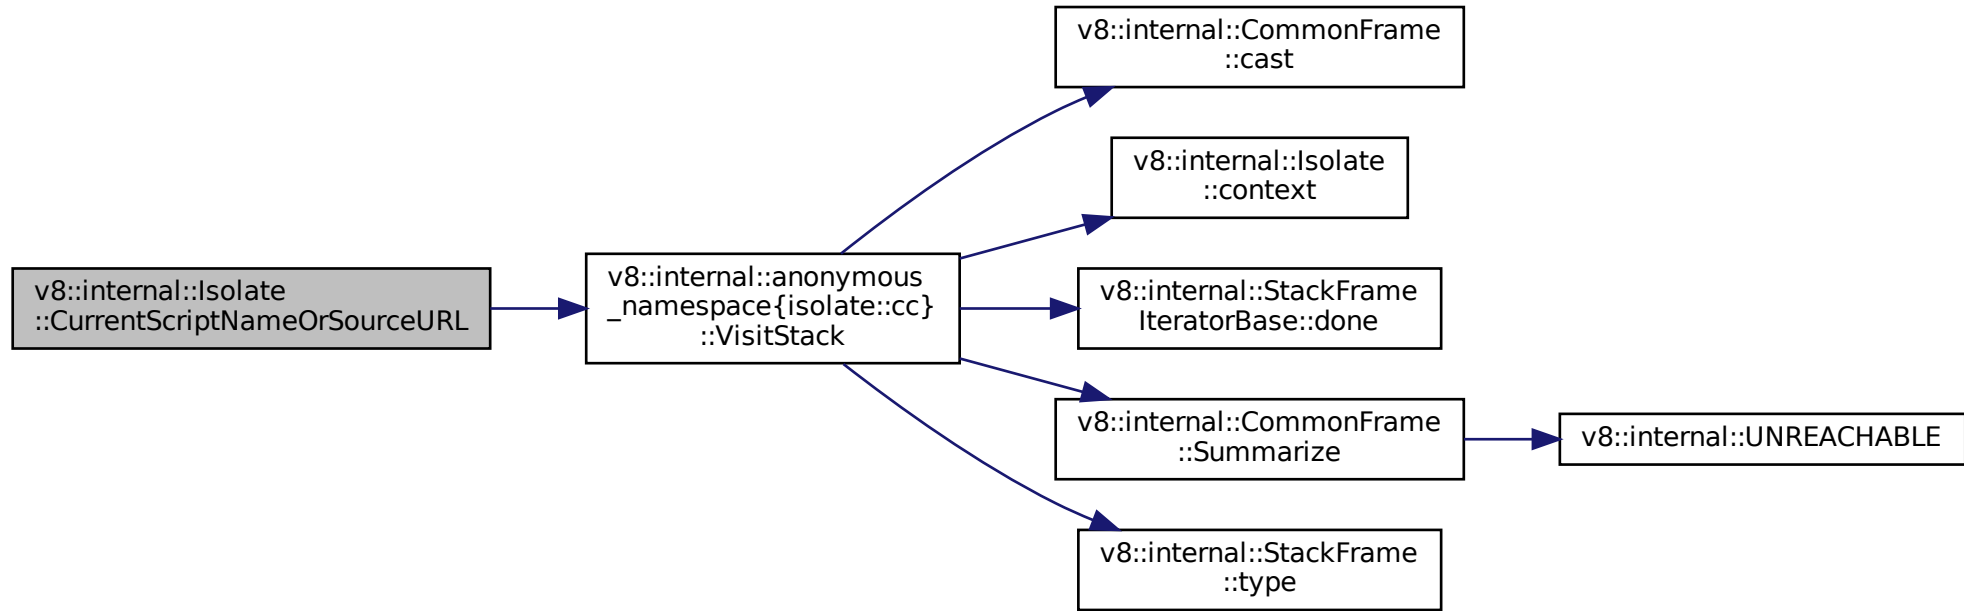 v8::internal::Isolate
::CurrentScriptNameOrSourceURL
v8::internal::anonymous
_namespace{isolate::cc}
::VisitStack
v8::internal::CommonFrame
::cast
v8::internal::Isolate
::context
v8::internal::StackFrame
IteratorBase::done
v8::internal::CommonFrame
::Summarize
v8::internal::StackFrame
::type
v8::internal::UNREACHABLE